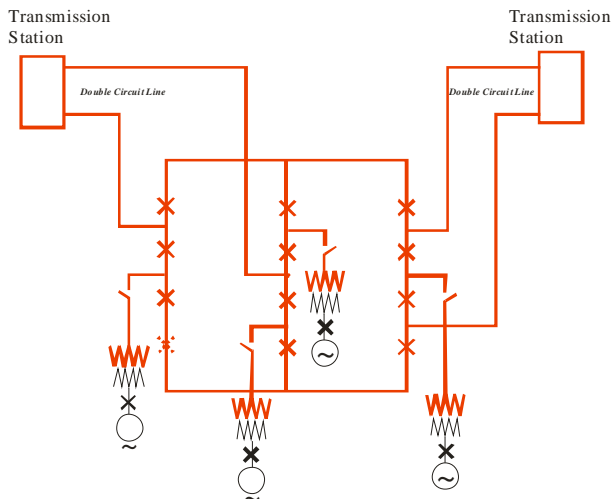 Transmission
Station
Transmission
Station
Double Circuit Line
Double Circuit Line
~
~
~
~